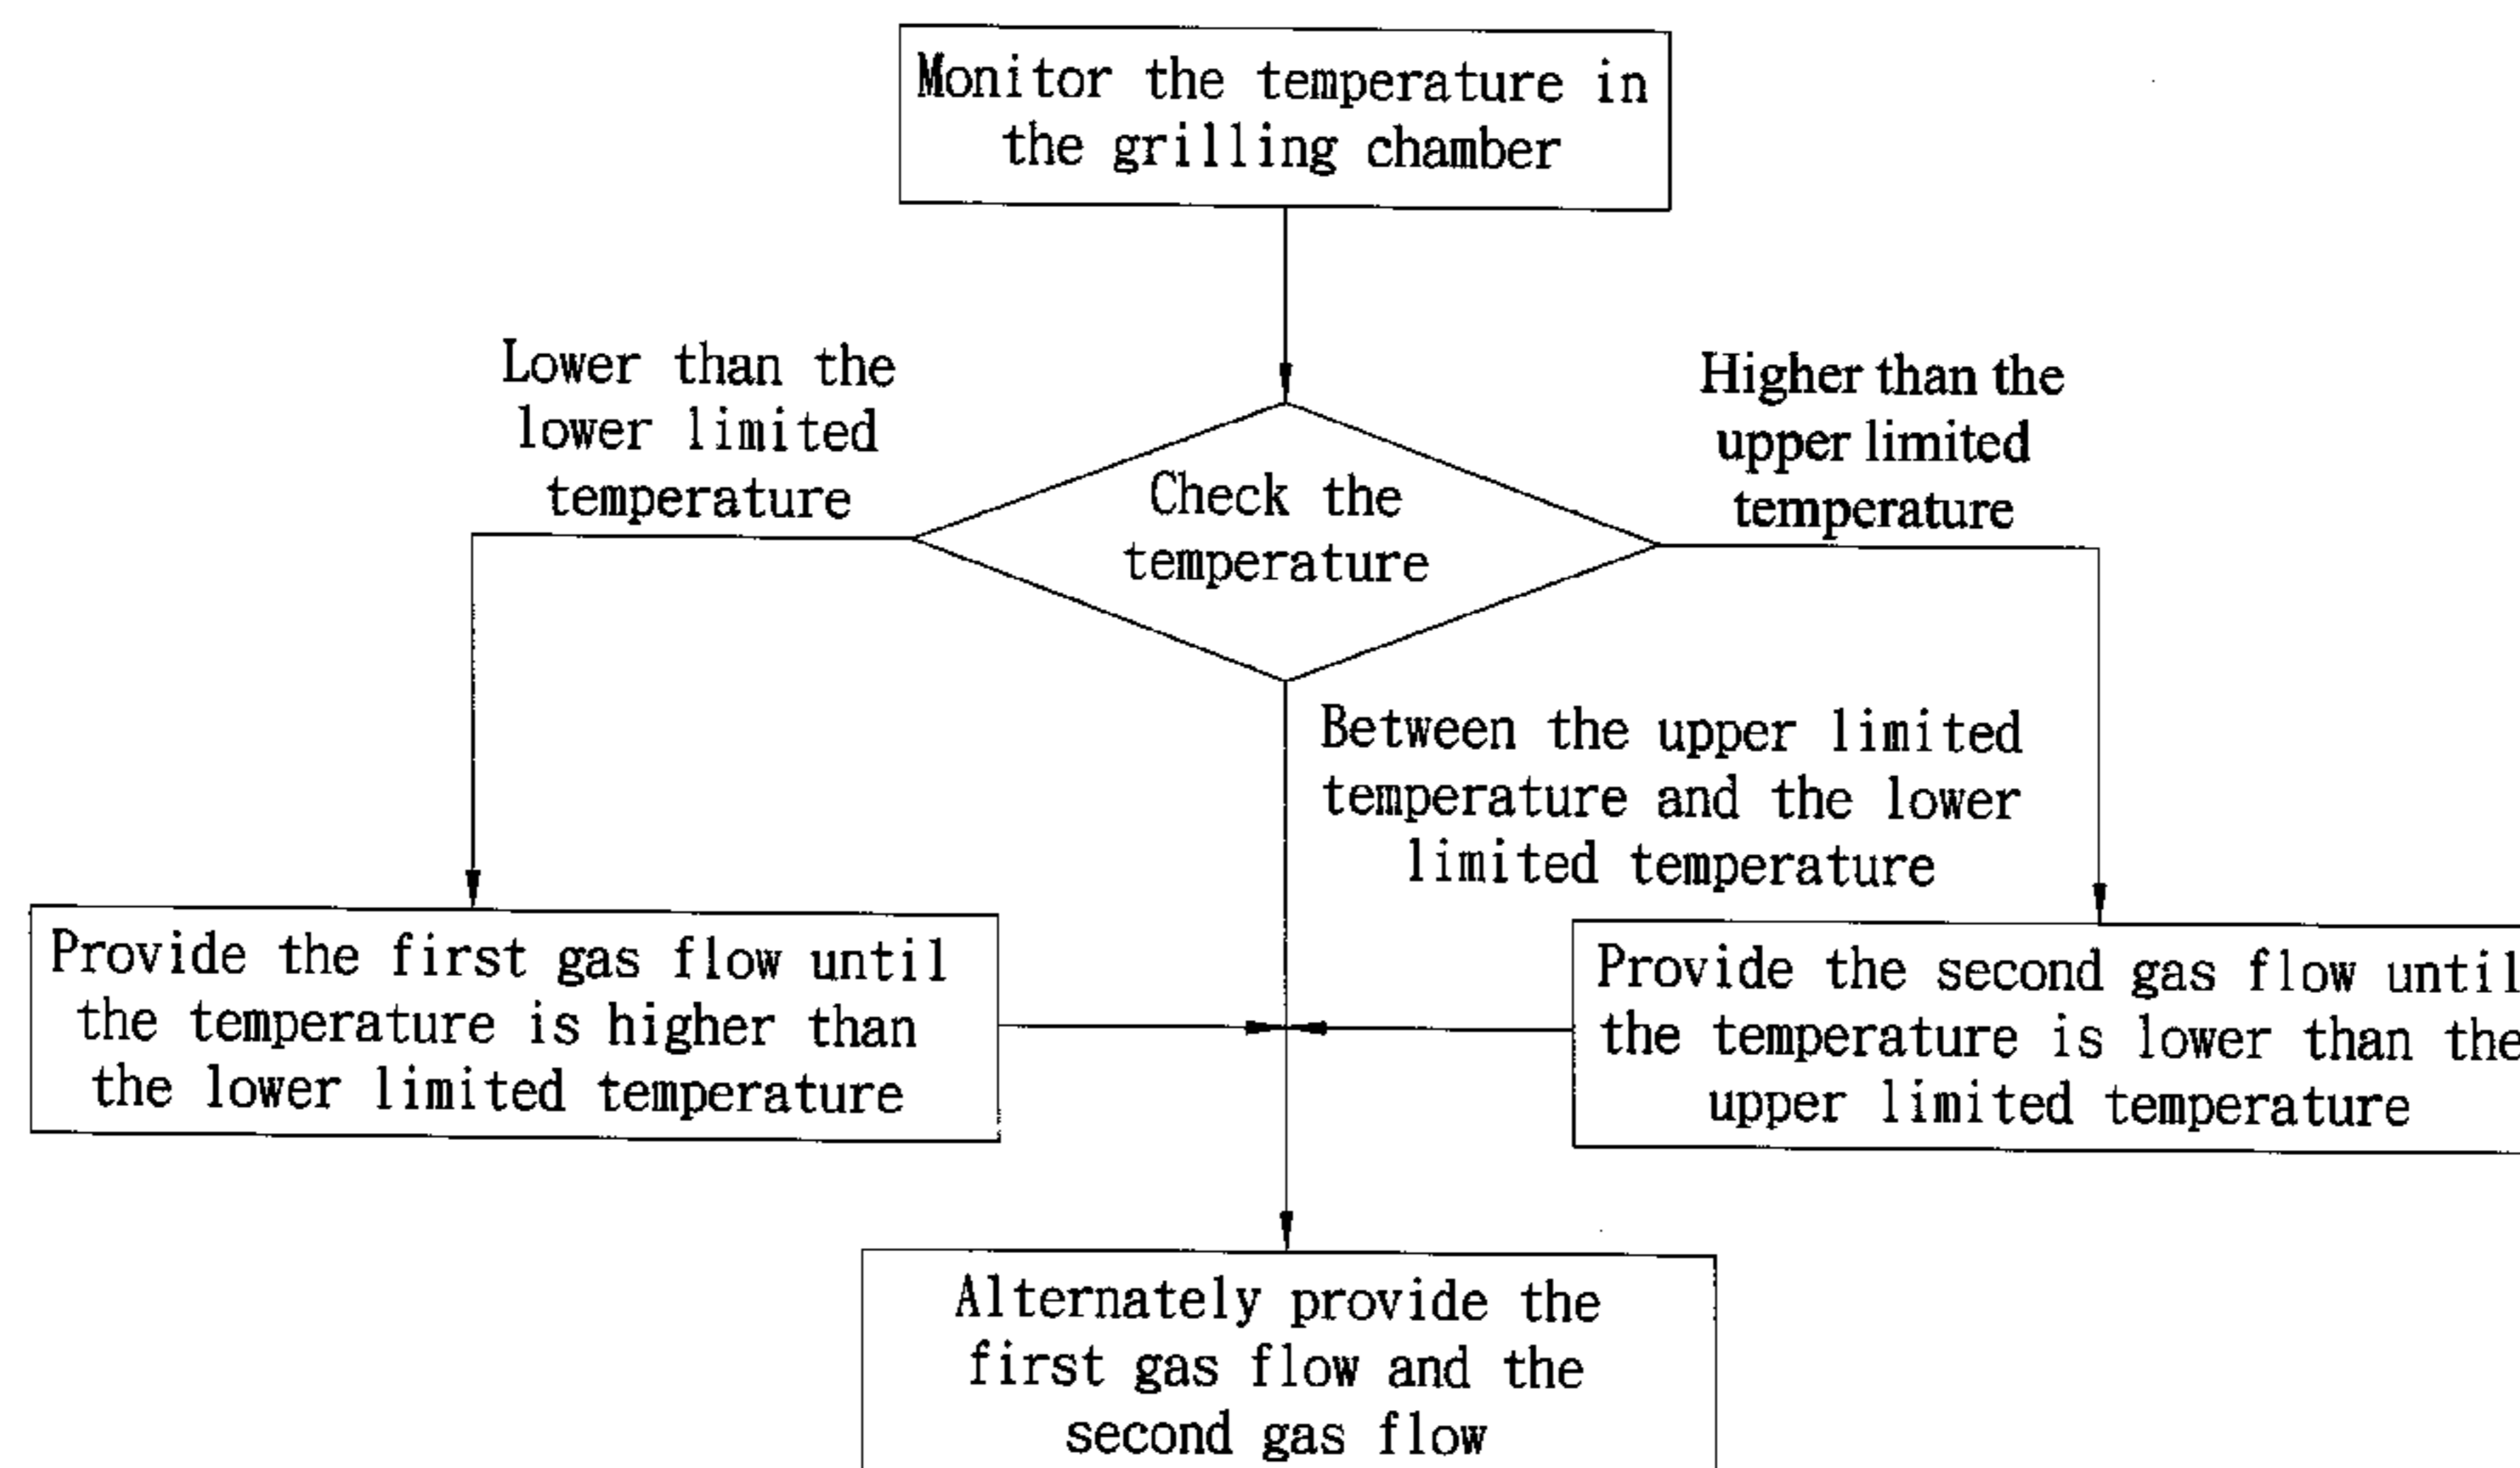 Monitor the temperature in
the grilling chamber
Lower than the
lower limited
temperature
Higher than the
upper limited
temperature
Check the
temperature
Between the upper limited
temperature and the lower
limited temperature
Provide the first gas flow until
the temperature is higher than
the lower limited temperature
Provide the second gas flow until
the temperature is lower than the
upper limited temperature
Alternately provide the
first gas flow and the
second gas flow